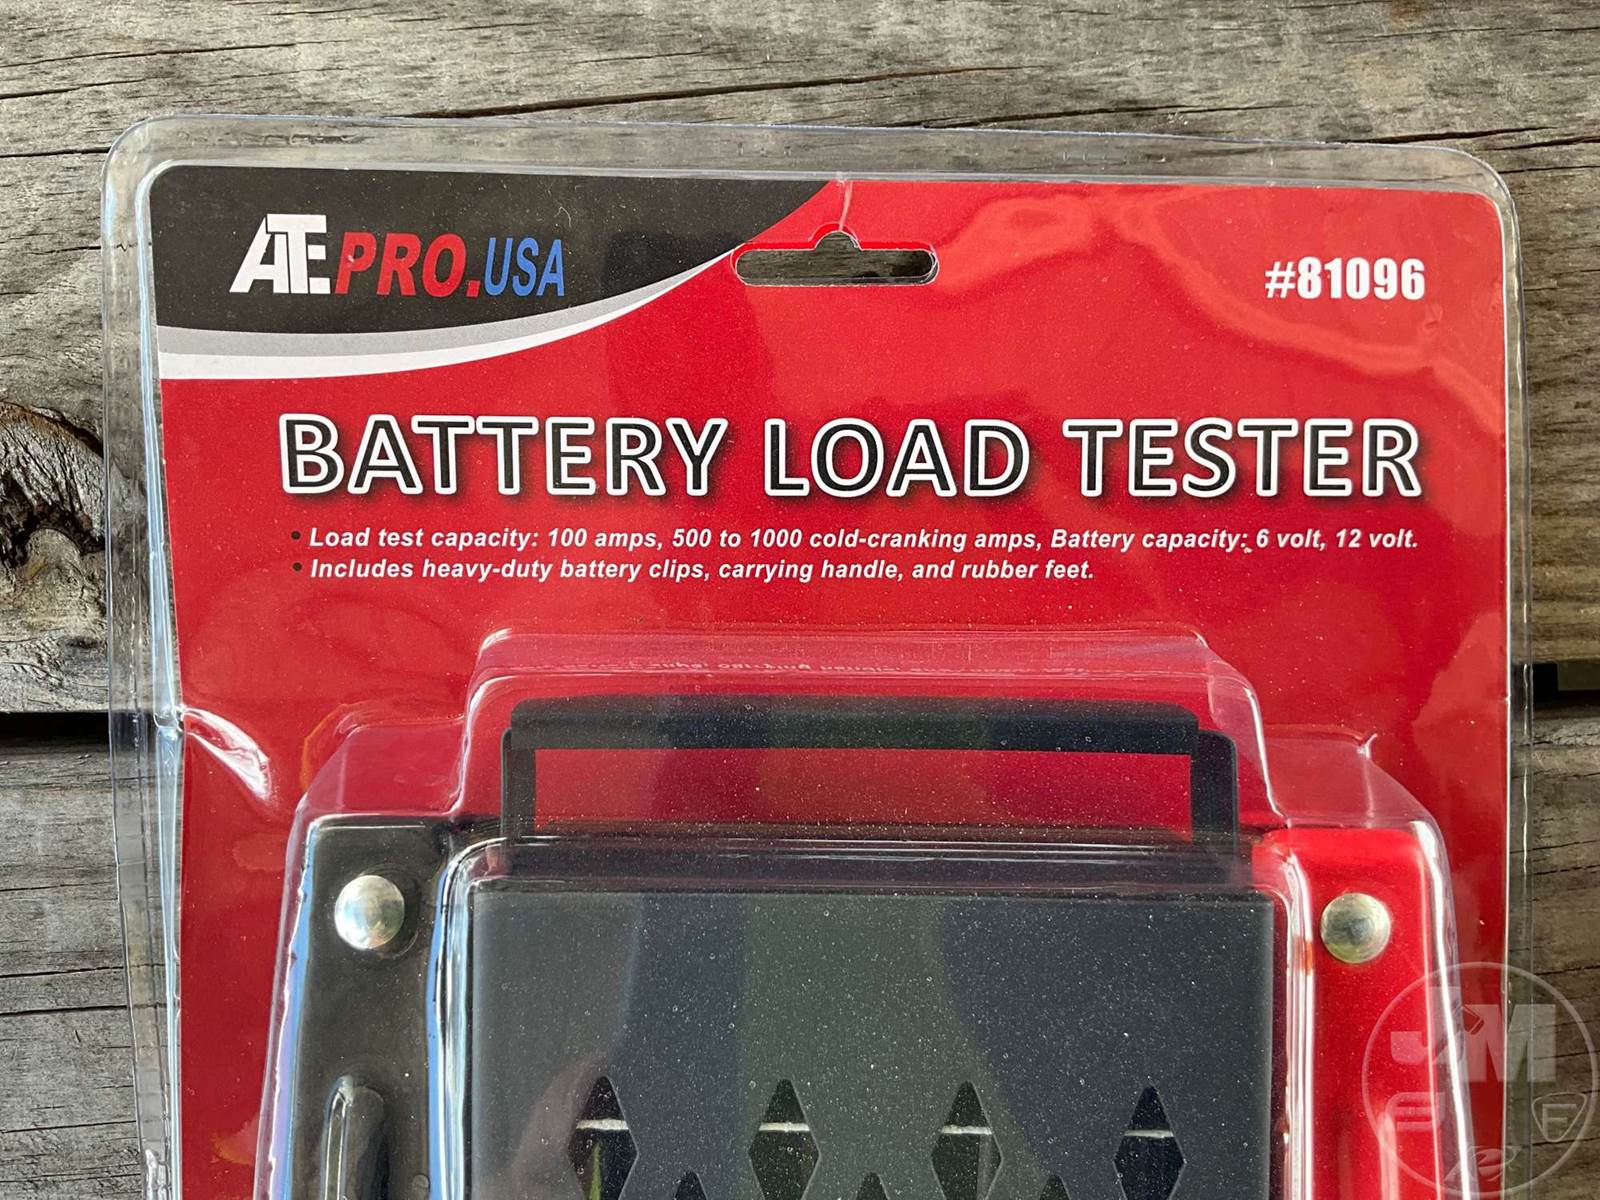 ATE PRO.USA
#81096
BATTERY LOAD TESTER
• Load test capacity: 100 amps, 500 to 1000 cold-cranking amps, Battery capacity: 6 volt, 12 volt.
• Includes heavy-duty battery clips, carrying handle, and rubber feet.
JM